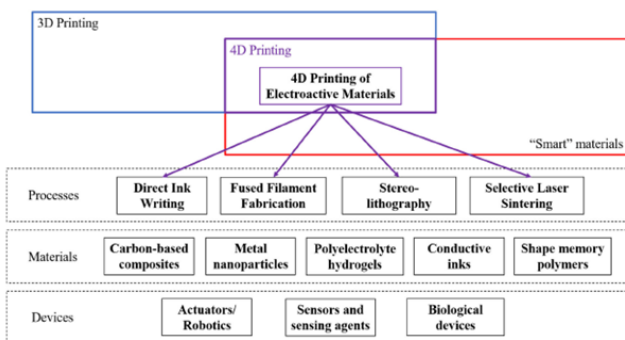 3D Printing
4D Printing
4D Printing of
Electroactive Materials
“Smart” materials
Processes
Direct Ink
Writing
Fused Filament
Fabrication
Stereo-
lithography
Selective Laser
Sintering
Materials
Carbon-based
composites
Metal
nanoparticles
Polyelectrolyte
hydrogels
Conductive
inks
Shape memory
polymers
Devices
Actuators/
Robotics
Sensors and
sensing agents
Biological
devices